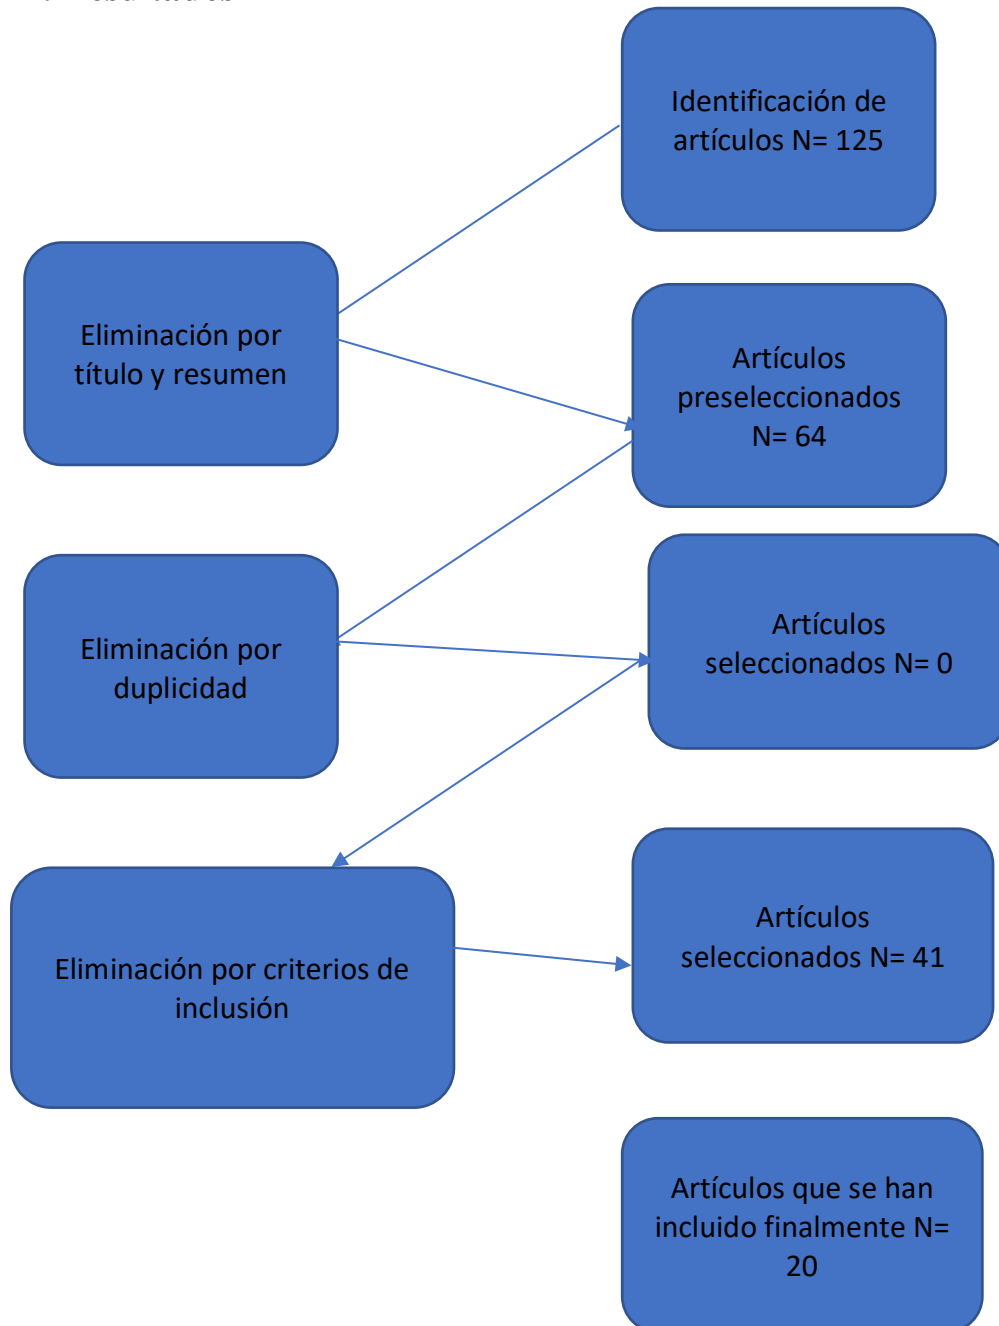 Identificación de
artículos N= 125
Eliminación por
título y resumen
Artículos
preseleccionados
N= 64
Eliminación por
duplicidad
Artículos
seleccionados N= 0
Eliminación por criterios de
inclusión
Artículos
seleccionados N= 41
Artículos que se han
incluido finalmente N=
20